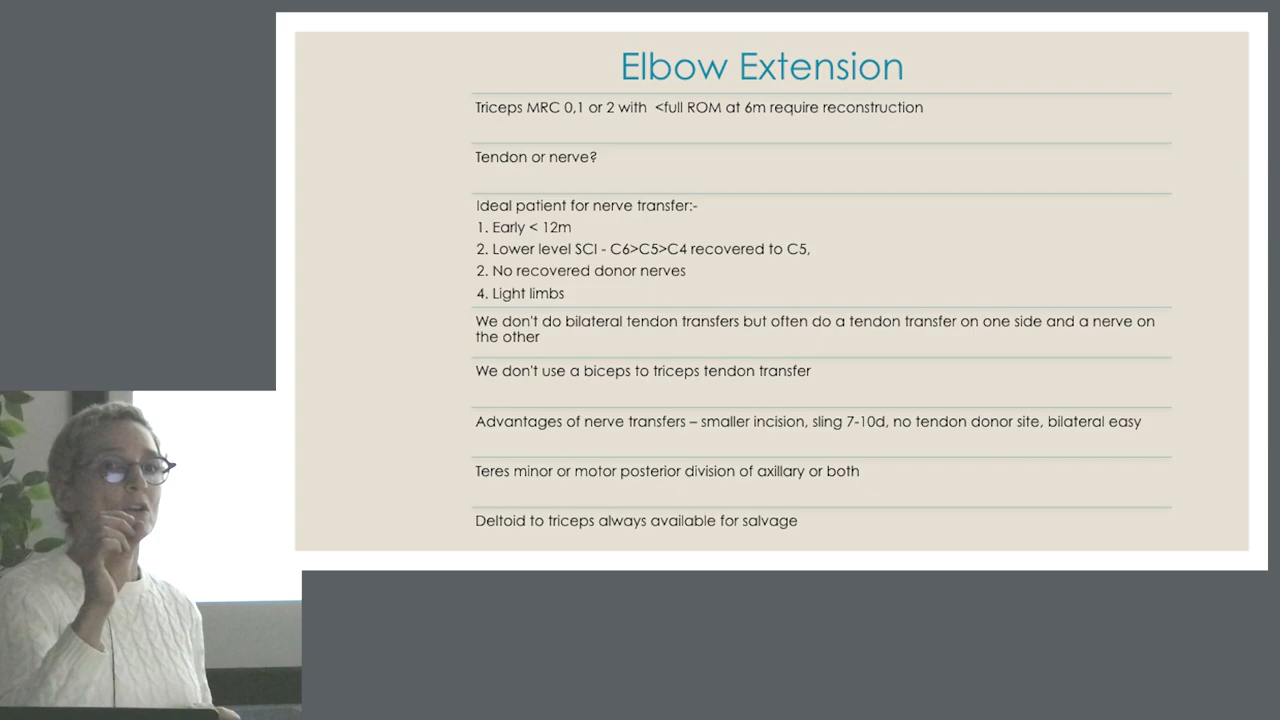 Elbow Extension
Triceps MRC 0,1 or 2 with <full ROM at 6m require reconstruction
Tendon or nerve?
Ideal patient for nerve transfer:-
1. Early < 12m
2. Lower level SCI - C6>C5>C4 recovered to C5,
2. No recovered donor nerves
4. Light limbs
We don't do bilateral tendon transfers but often do a tendon transfer on one side and a nerve on
the other
We don't use a biceps to triceps tendon transfer
Advantages of nerve transfers – smaller incision, sling 7-10d, no tendon donor site, bilateral easy
Teres minor or motor posterior division of axillary or both
Deltoid to triceps always available for salvage